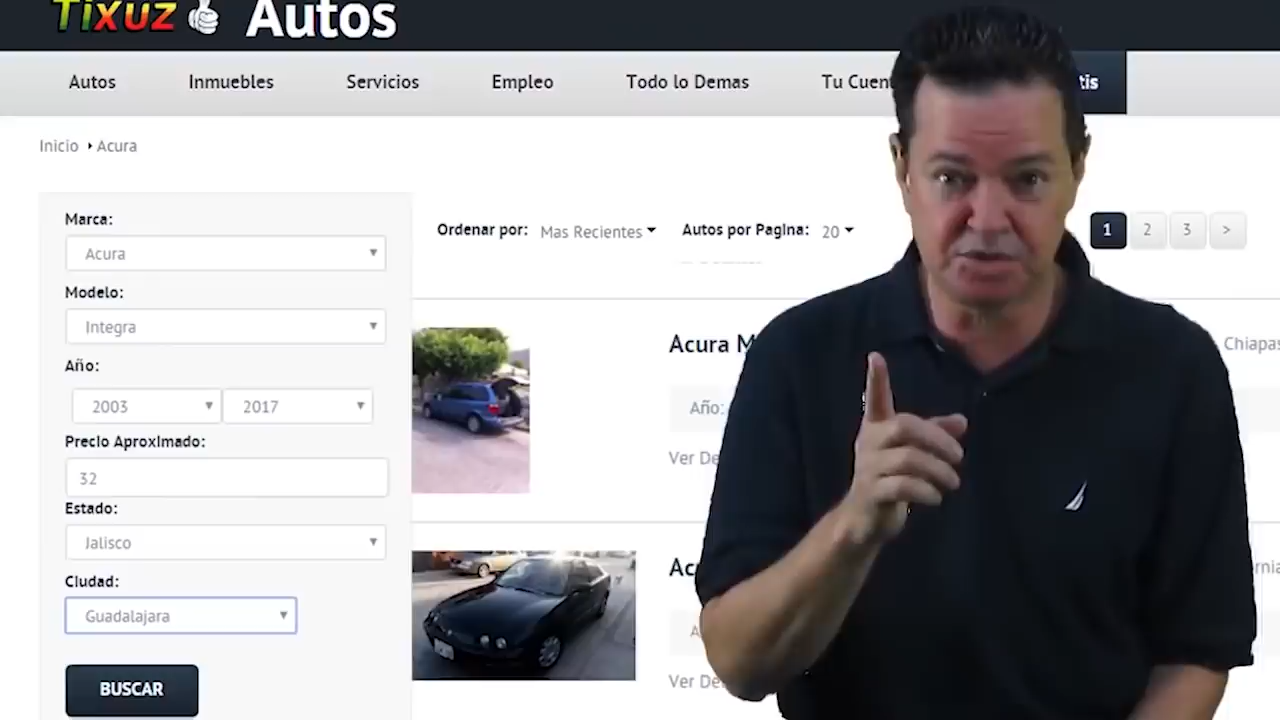 Tixuz Autos
Autos Inmuebles Servicios Empleo Todo lo Demas Tu Cuen tis
Inicio Acura
Marca:
Acura
Modelo:
Integra
Año:
2003 2017
Precio Aproximado:
32
Estado:
Jalisco
Ciudad:
Guadalajara
BUSCAR
Ordenar por: Mas Recientes Autos por Pagina: 20
1 2 3 >
Acura M
Chiapas
Año:
Ver De
Ac
rnia
A
Ver De